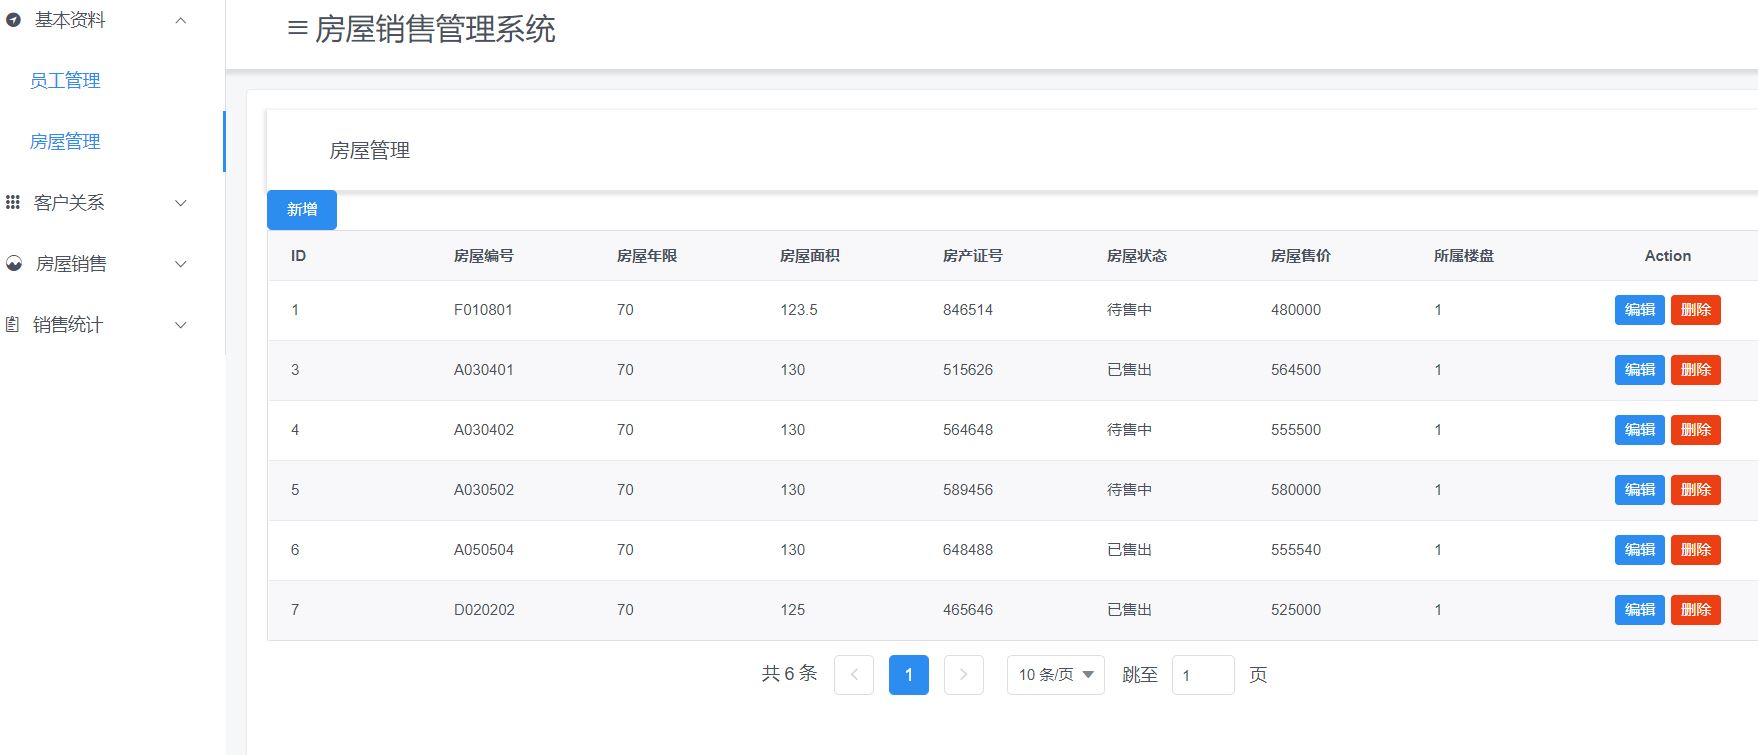 基本资料
员工管理
房屋管理
客户关系
房屋销售
销售统计
房屋销售管理系统
房屋管理
新增
ID 房屋编号 房屋年限 房屋面积 房产证号 房屋状态 房屋售价 所属楼盘 Action
1 F010801 70 123.5 846514 待售中 480000 1 编辑 删除
3 A030401 70 130 515626 已售出 564500 1 编辑 删除
4 A030402 70 130 564648 待售中 555500 1 编辑 删除
5 A030502 70 130 589456 待售中 580000 1 编辑 删除
6 A050504 70 130 648488 已售出 555540 1 编辑 删除
7 D020202 70 125 465646 已售出 525000 1 编辑 删除
共 6 条 1 10 条/页 跳至 1 页